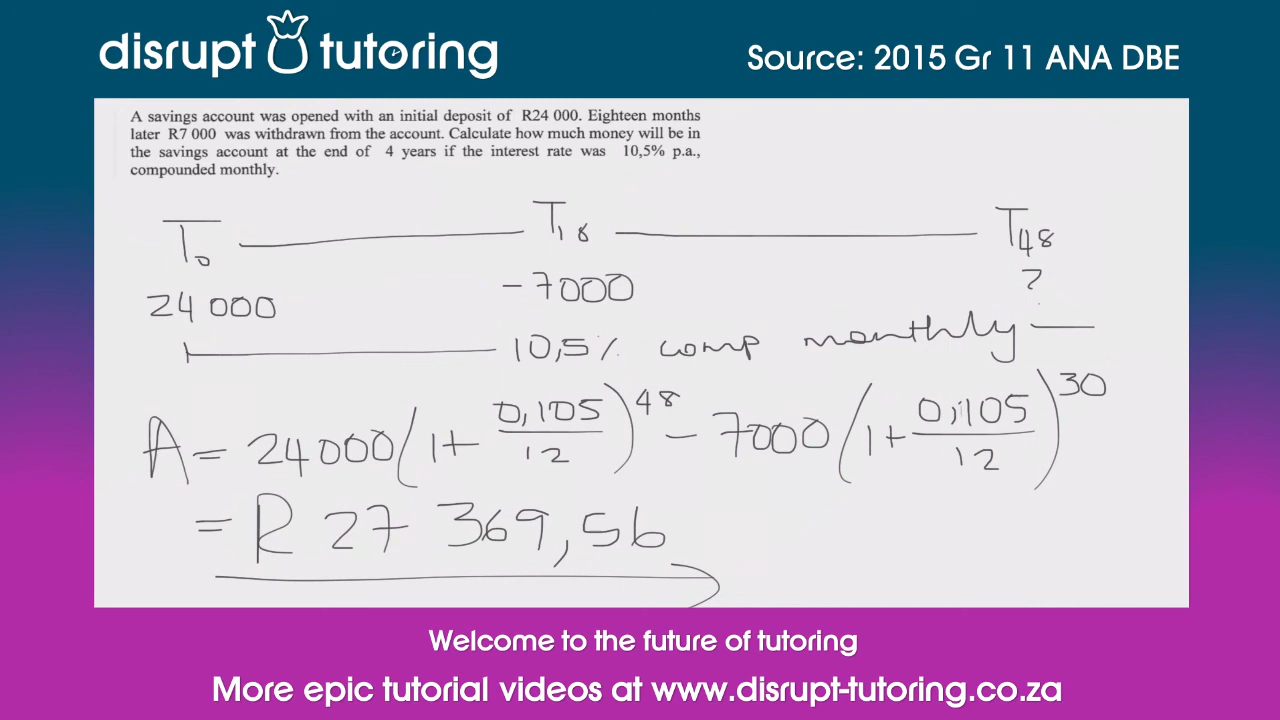 disrupt tutoring
Source: 2015 Gr 11 ANA DBE
A savings account was opened with an initial deposit of R24 000. Eighteen months
later R7 000 was withdrawn from the account. Calculate how much money will be in
the savings account at the end of 4 years if the interest rate was 10,5% p.a.,
compounded monthly.
T₀ T₁₈ T₄₈
24 000 - 7000 ?
10,5% comp monthly
A = 24 000(1 + 0,105/12)^48 - 7000(1 + 0,105/12)^30
= R 27 369,56
Welcome to the future of tutoring
More epic tutorial videos at www.disrupt-tutoring.co.za